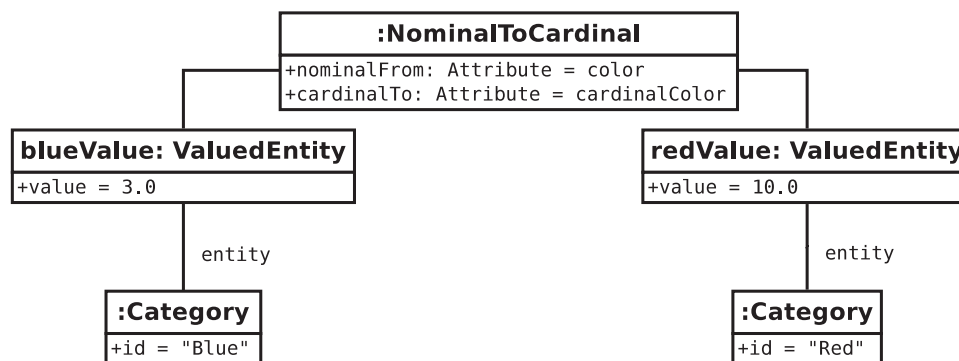 :NominalToCardinal
+nominalFrom: Attribute = color
+cardinalTo: Attribute = cardinalColor
blueValue: ValuedEntity
+value = 3.0
redValue: ValuedEntity
+value = 10.0
entity
entity
:Category
+id = "Blue"
:Category
+id = "Red"